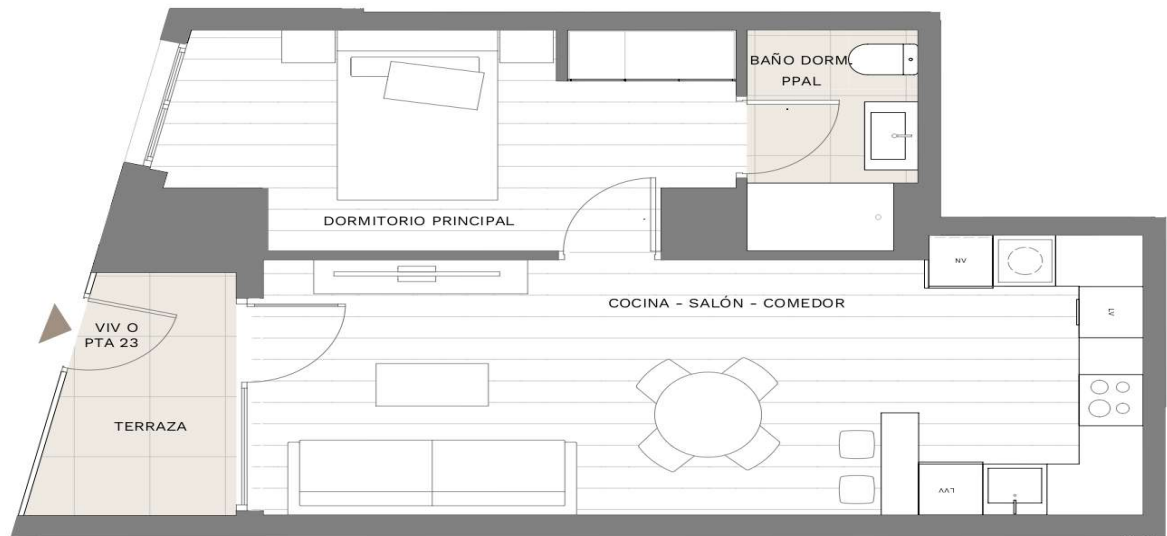 BAÑO DORM.
PPAL
DORMITORIO PRINCIPAL
NV
COCINA - SALÓN - COMEDOR
LV
VIV O
PTA 23
TERRAZA
LVV